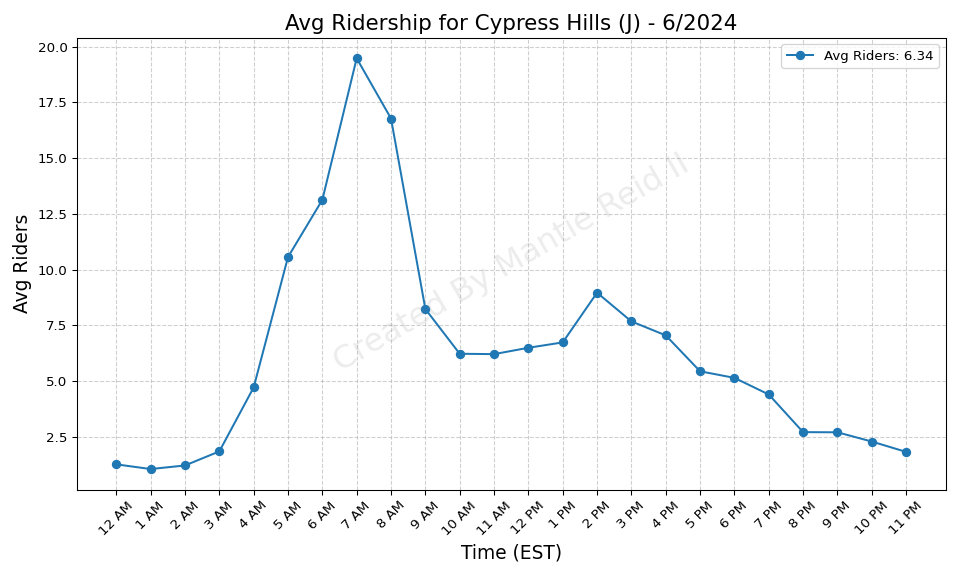 Avg Ridership for Cypress Hills (J) - 6/2024
Avg Riders: 6.34
20.0
17.5
15.0
12.5
10.0
7.5
5.0
2.5
Avg Riders
Created By Mantie Reid II
12 AM
1 AM
2 AM
3 AM
4 AM
5 AM
6 AM
7 AM
8 AM
9 AM
10 AM
11 AM
12 PM
1 PM
2 PM
3 PM
4 PM
5 PM
6 PM
7 PM
8 PM
9 PM
10 PM
11 PM
Time (EST)